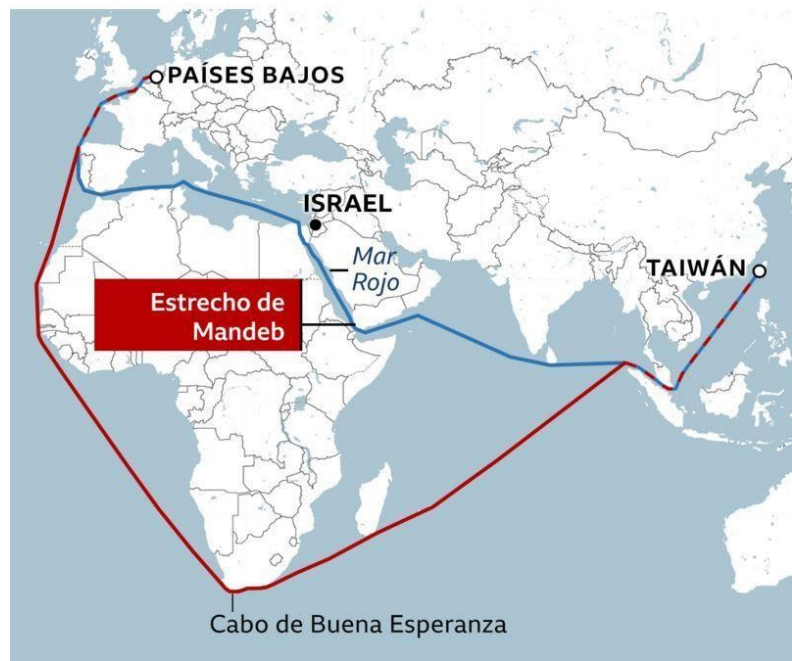 PAÍSES BAJOS
ISRAEL
Mar
Rojo
TAIWÁN
Estrecho de
Mandeb
Cabo de Buena Esperanza